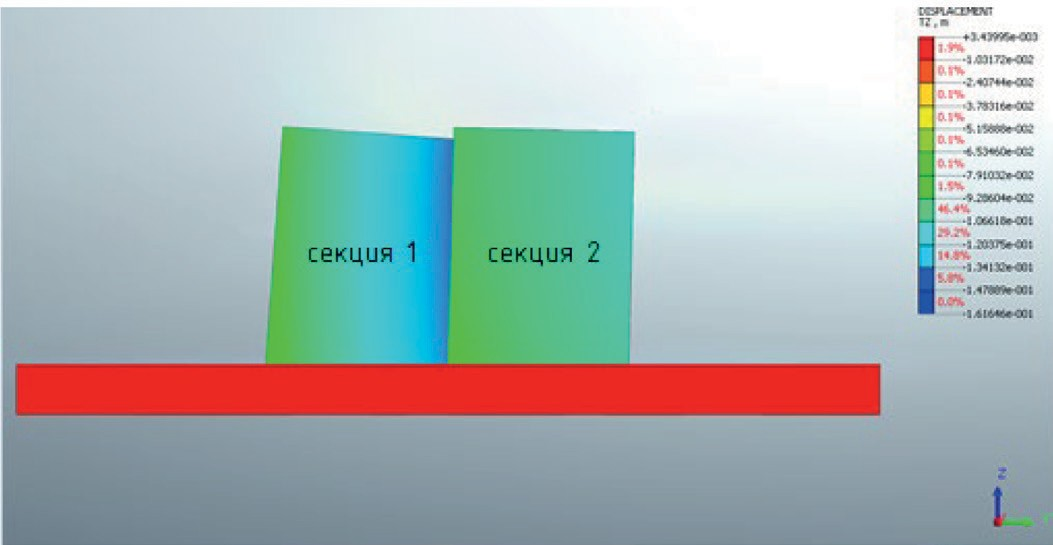 DISPLACEMENT
TZ , m
+3.43995e-003
1.9%
-1.03172e-002
0.1%
-2.40744e-002
0.1%
-3.78316e-002
0.1%
-5.15888e-002
0.1%
-6.53460e-002
0.1%
-7.91032e-002
1.5%
-9.28604e-002
46.4%
-1.06618e-001
29.2%
-1.20375e-001
14.8%
-1.34132e-001
5.8%
-1.47889e-001
0.0%
-1.61646e-001
секция 1
секция 2
Z
Y